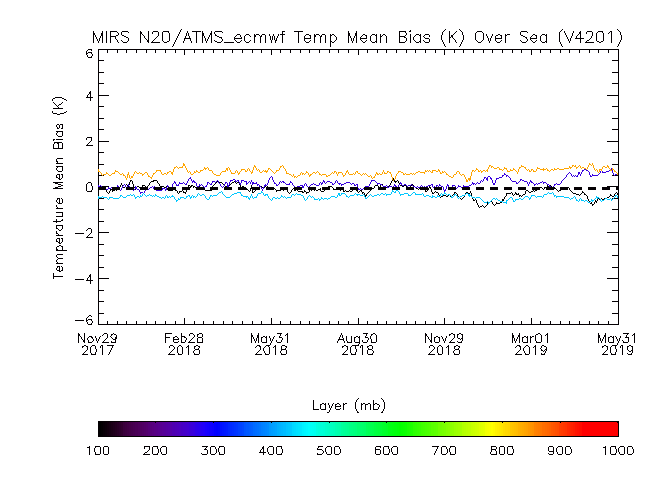 MIRS N20/ATMS_ecmwf Temp Mean Bias (K) Over Sea (V4201)
Temperature Mean Bias (K)
6
4
2
0
-2
-4
-6
Nov29 Feb28 May31 Aug30 Nov29 Mar01 May31
2017 2018 2018 2018 2018 2019 2019
Layer (mb)
100 200 300 400 500 600 700 800 900 1000